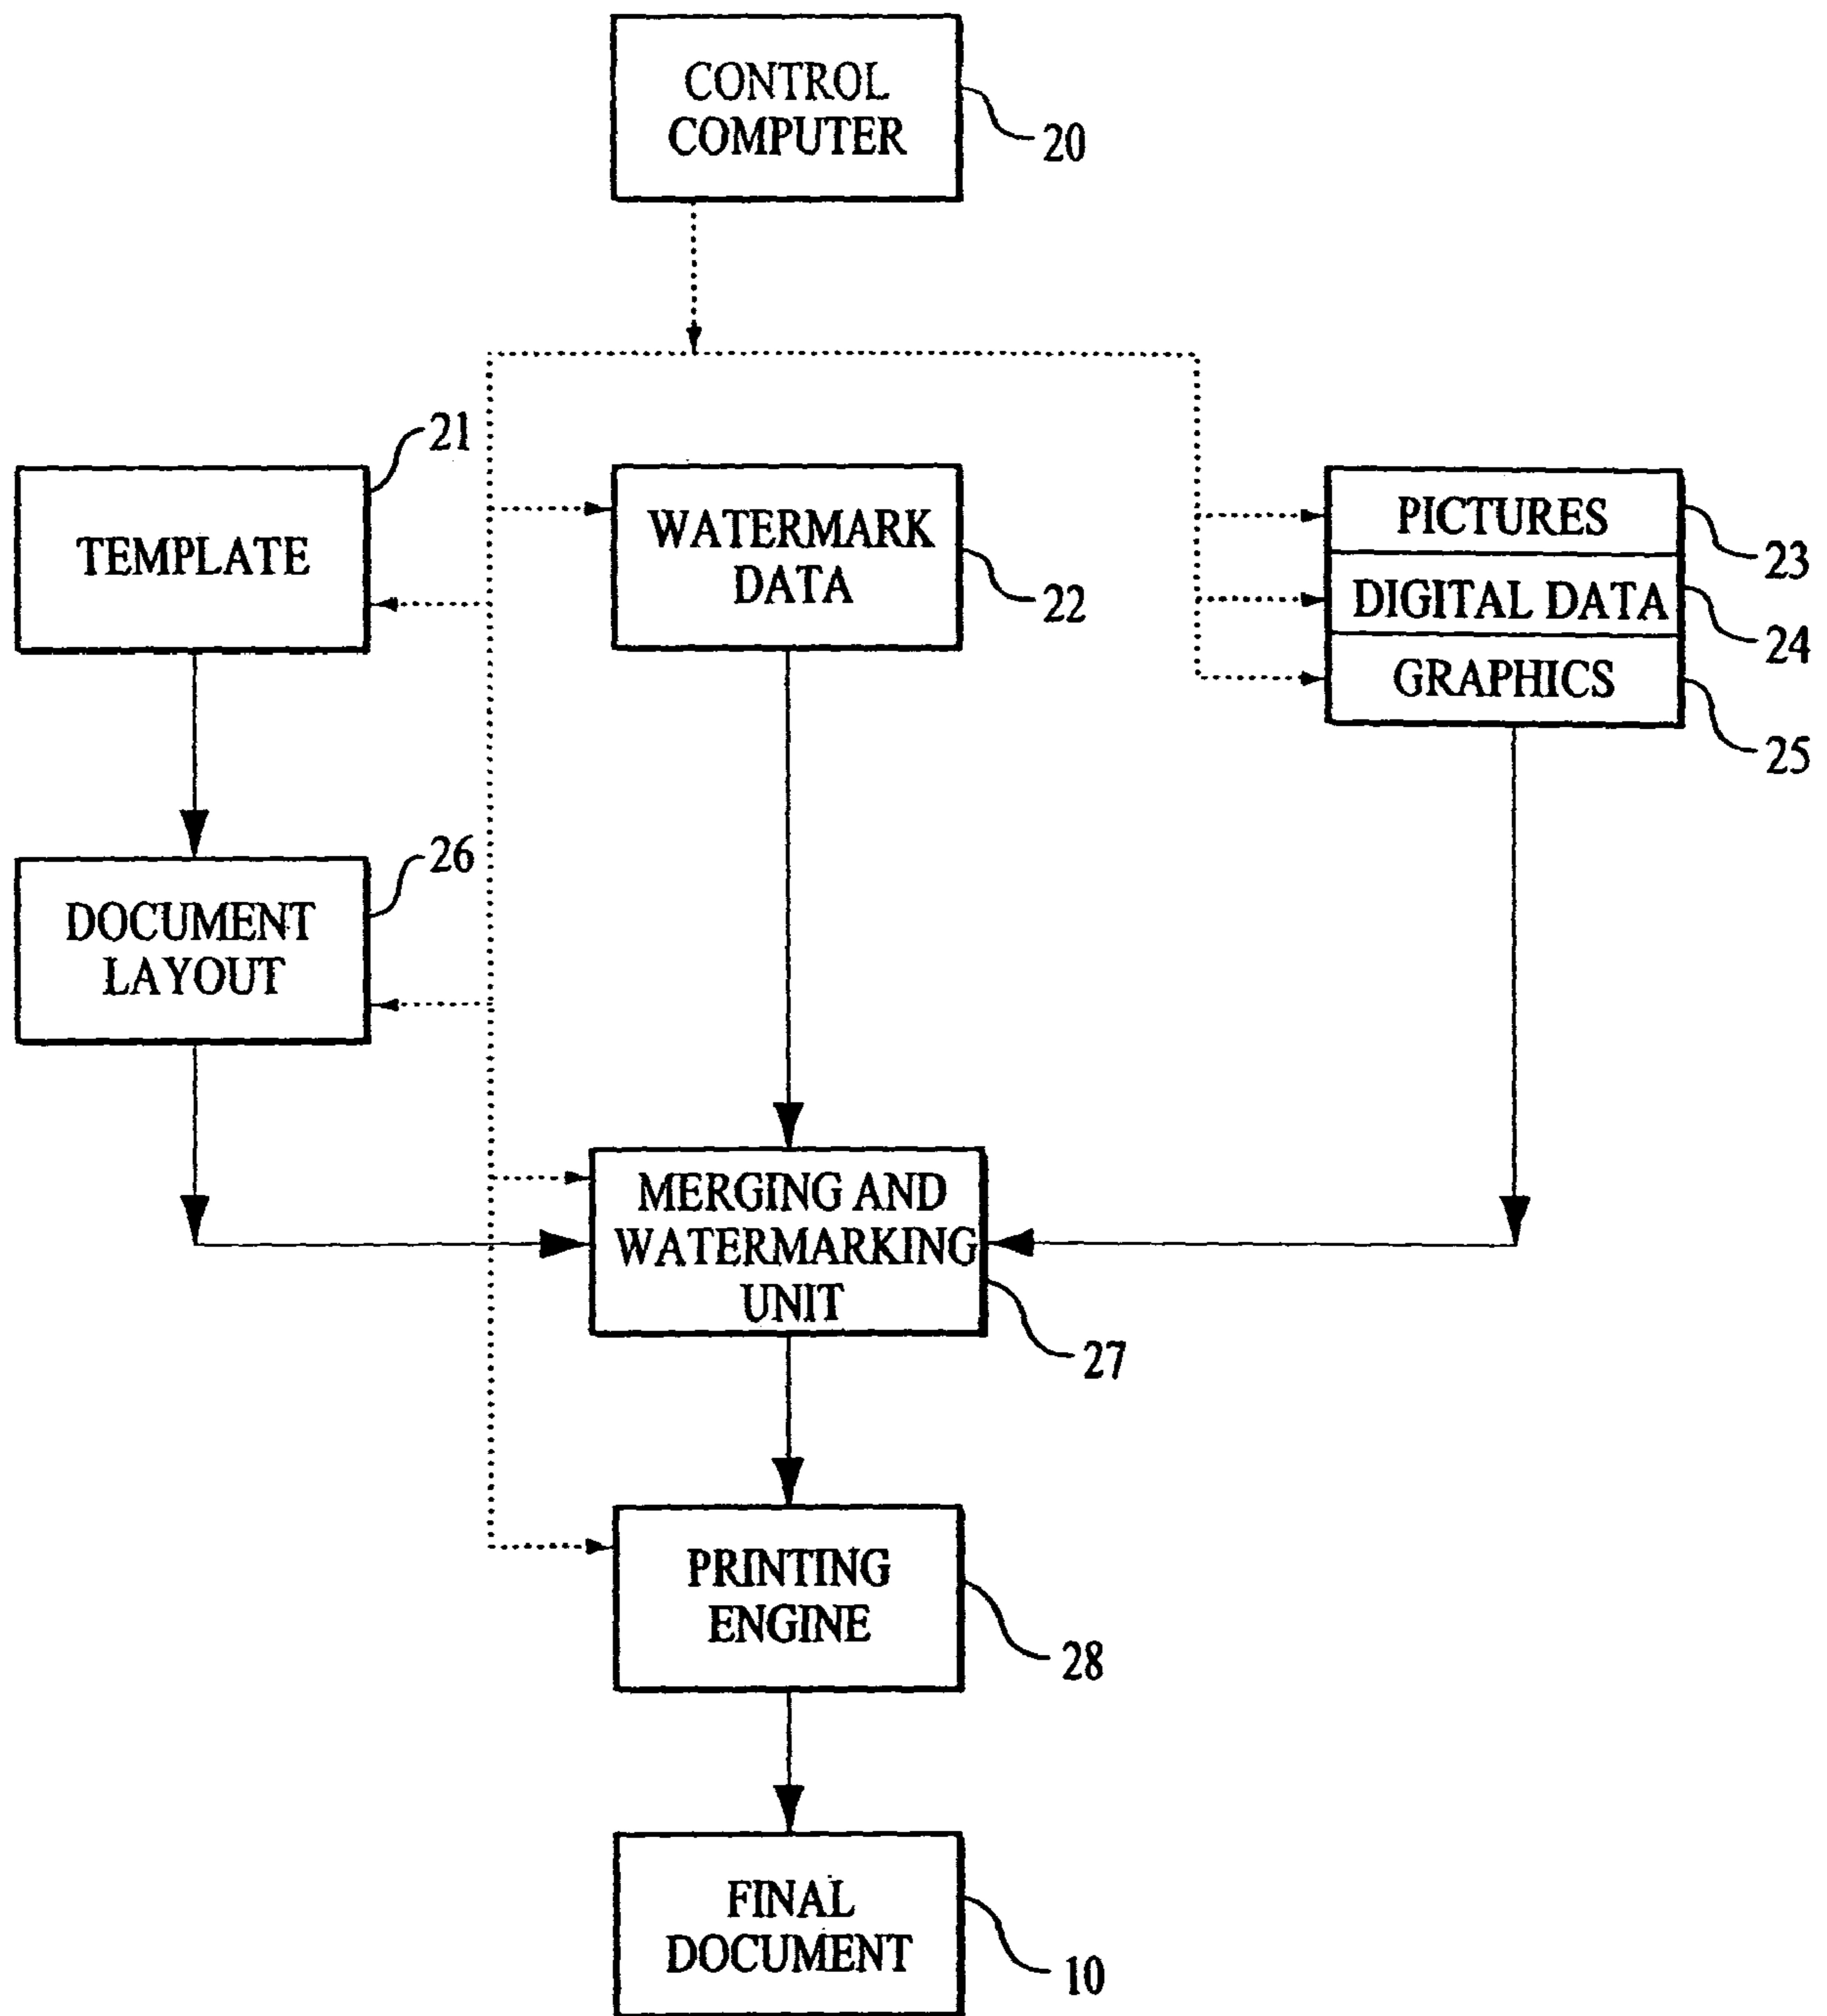 CONTROL
COMPUTER
20
21
TEMPLATE
WATERMARK
DATA
22
PICTURES
23
DIGITAL DATA
24
GRAPHICS
25
26
DOCUMENT
LAYOUT
MERGING AND
WATERMARKING
UNIT
27
PRINTING
ENGINE
28
FINAL
DOCUMENT
10